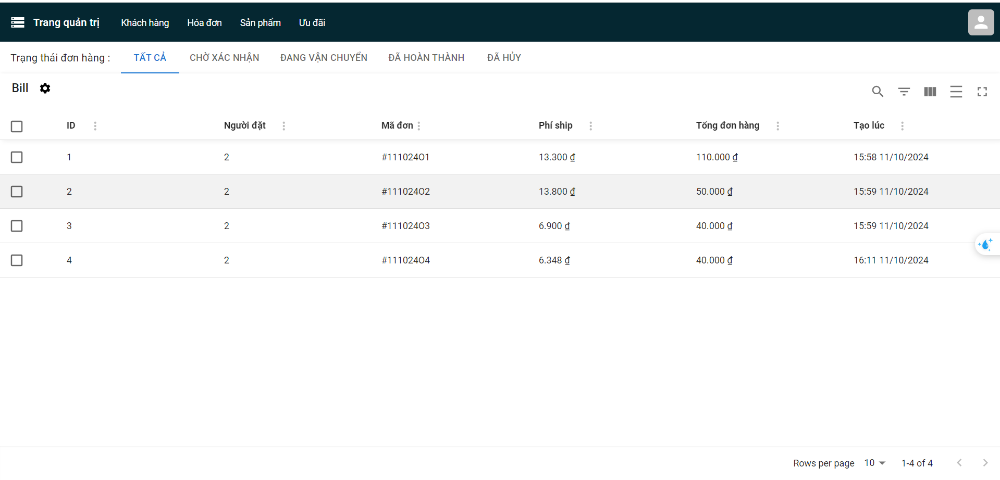 Trang quản trị Khách hàng Hóa đơn Sản phẩm Ưu đãi
Trạng thái đơn hàng : TẤT CẢ CHỜ XÁC NHẬN ĐANG VẬN CHUYỂN ĐÃ HOÀN THÀNH ĐÃ HỦY
Bill
ID Người đặt Mã đơn Phí ship Tổng đơn hàng Tạo lúc
1 2 #111024O1 13.300 ₫ 110.000 ₫ 15:58 11/10/2024
2 2 #111024O2 13.800 ₫ 50.000 ₫ 15:59 11/10/2024
3 2 #111024O3 6.900 ₫ 40.000 ₫ 15:59 11/10/2024
4 2 #111024O4 6.348 ₫ 40.000 ₫ 16:11 11/10/2024
Rows per page 10 1-4 of 4